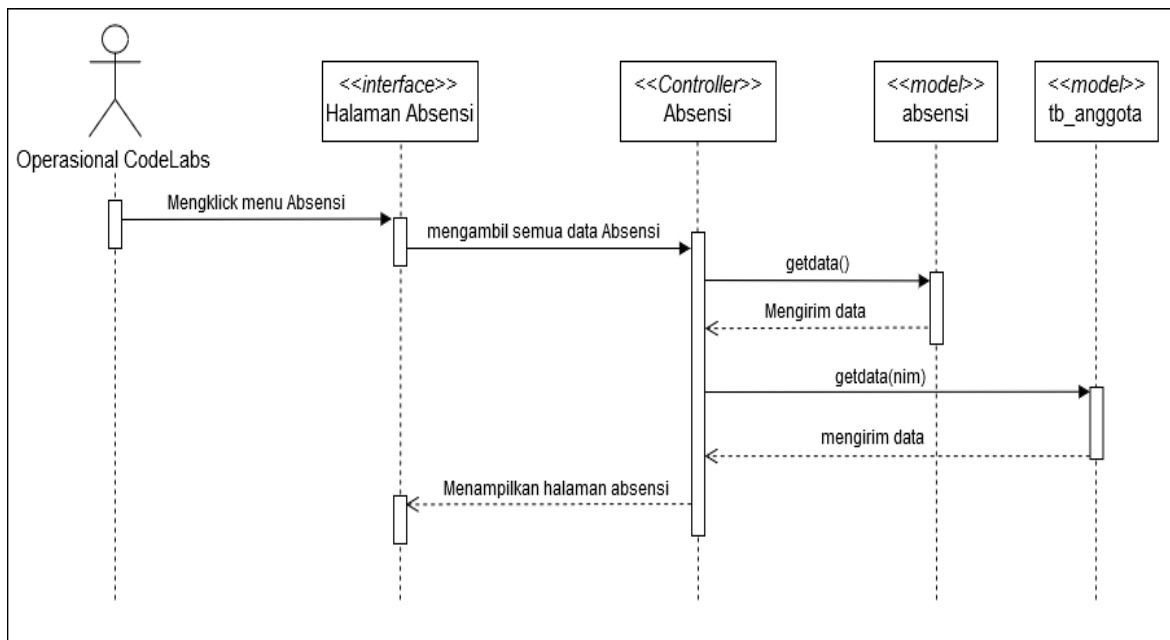 Operasional CodeLabs
<<interface>>
Halaman Absensi
<<Controller>>
Absensi
<<model>>
absensi
<<model>>
tb_anggota
Mengklick menu Absensi
mengambil semua data Absensi
getdata()
Mengirim data
getdata(nim)
mengirim data
Menampilkan halaman absensi